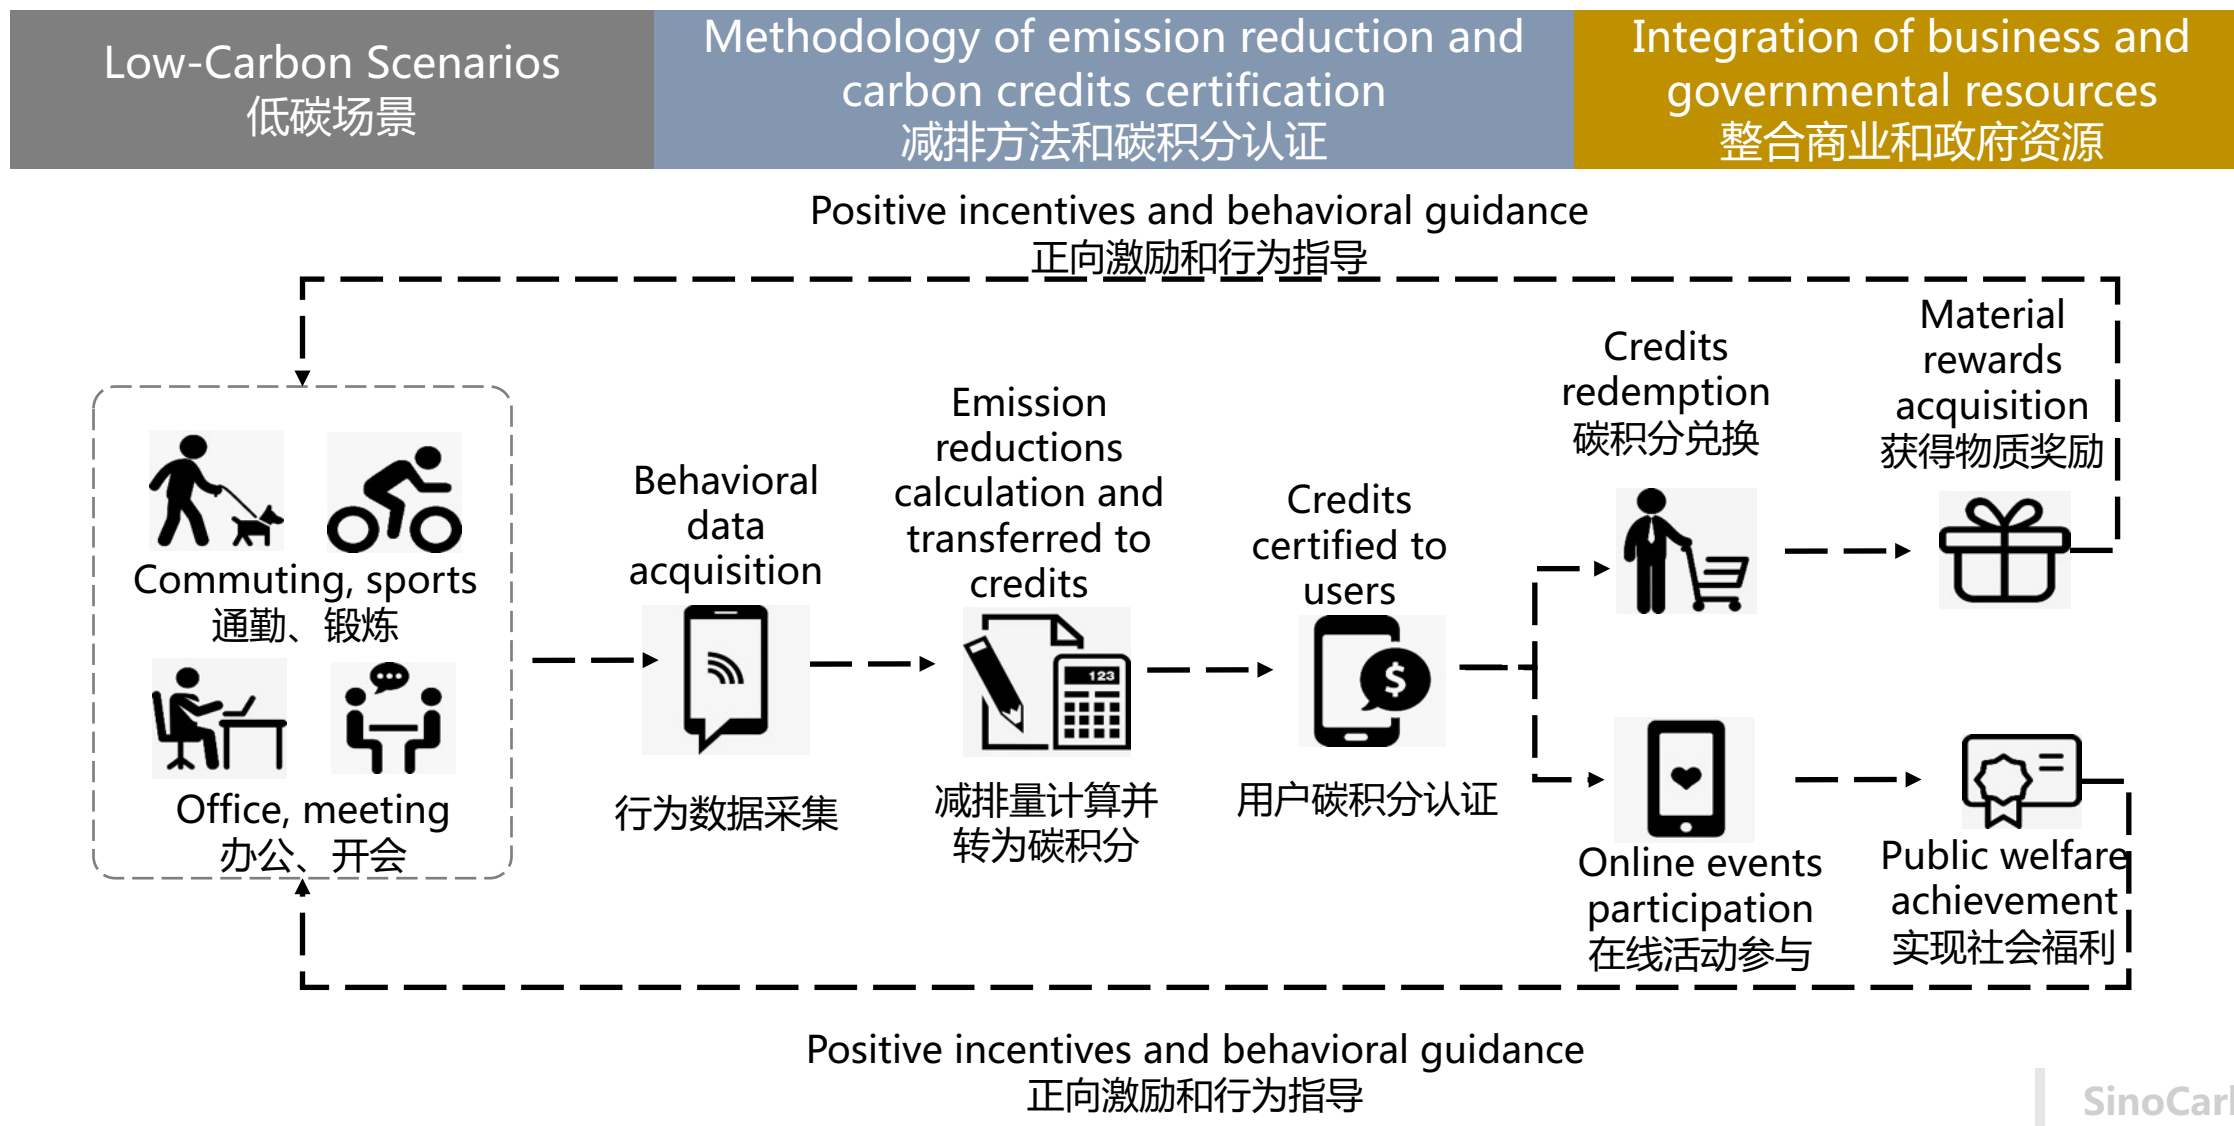 Low-Carbon Scenarios
低碳场景
Methodology of emission reduction and
carbon credits certification
减排方法和碳积分认证
Integration of business and
governmental resources
整合商业和政府资源
Positive incentives and behavioral guidance
正向激励和行为指导
Commuting, sports
通勤、锻炼
Office, meeting
办公、开会
Behavioral
data
acquisition
行为数据采集
Emission
reductions
calculation and
transferred to
credits
123
减排量计算并
转为碳积分
Credits
certified to
users
$
用户碳积分认证
Credits
redemption
碳积分兑换
Material
rewards
acquisition
获得物质奖励
Online events
participation
在线活动参与
Public welfare
achievement
实现社会福利
Positive incentives and behavioral guidance
正向激励和行为指导